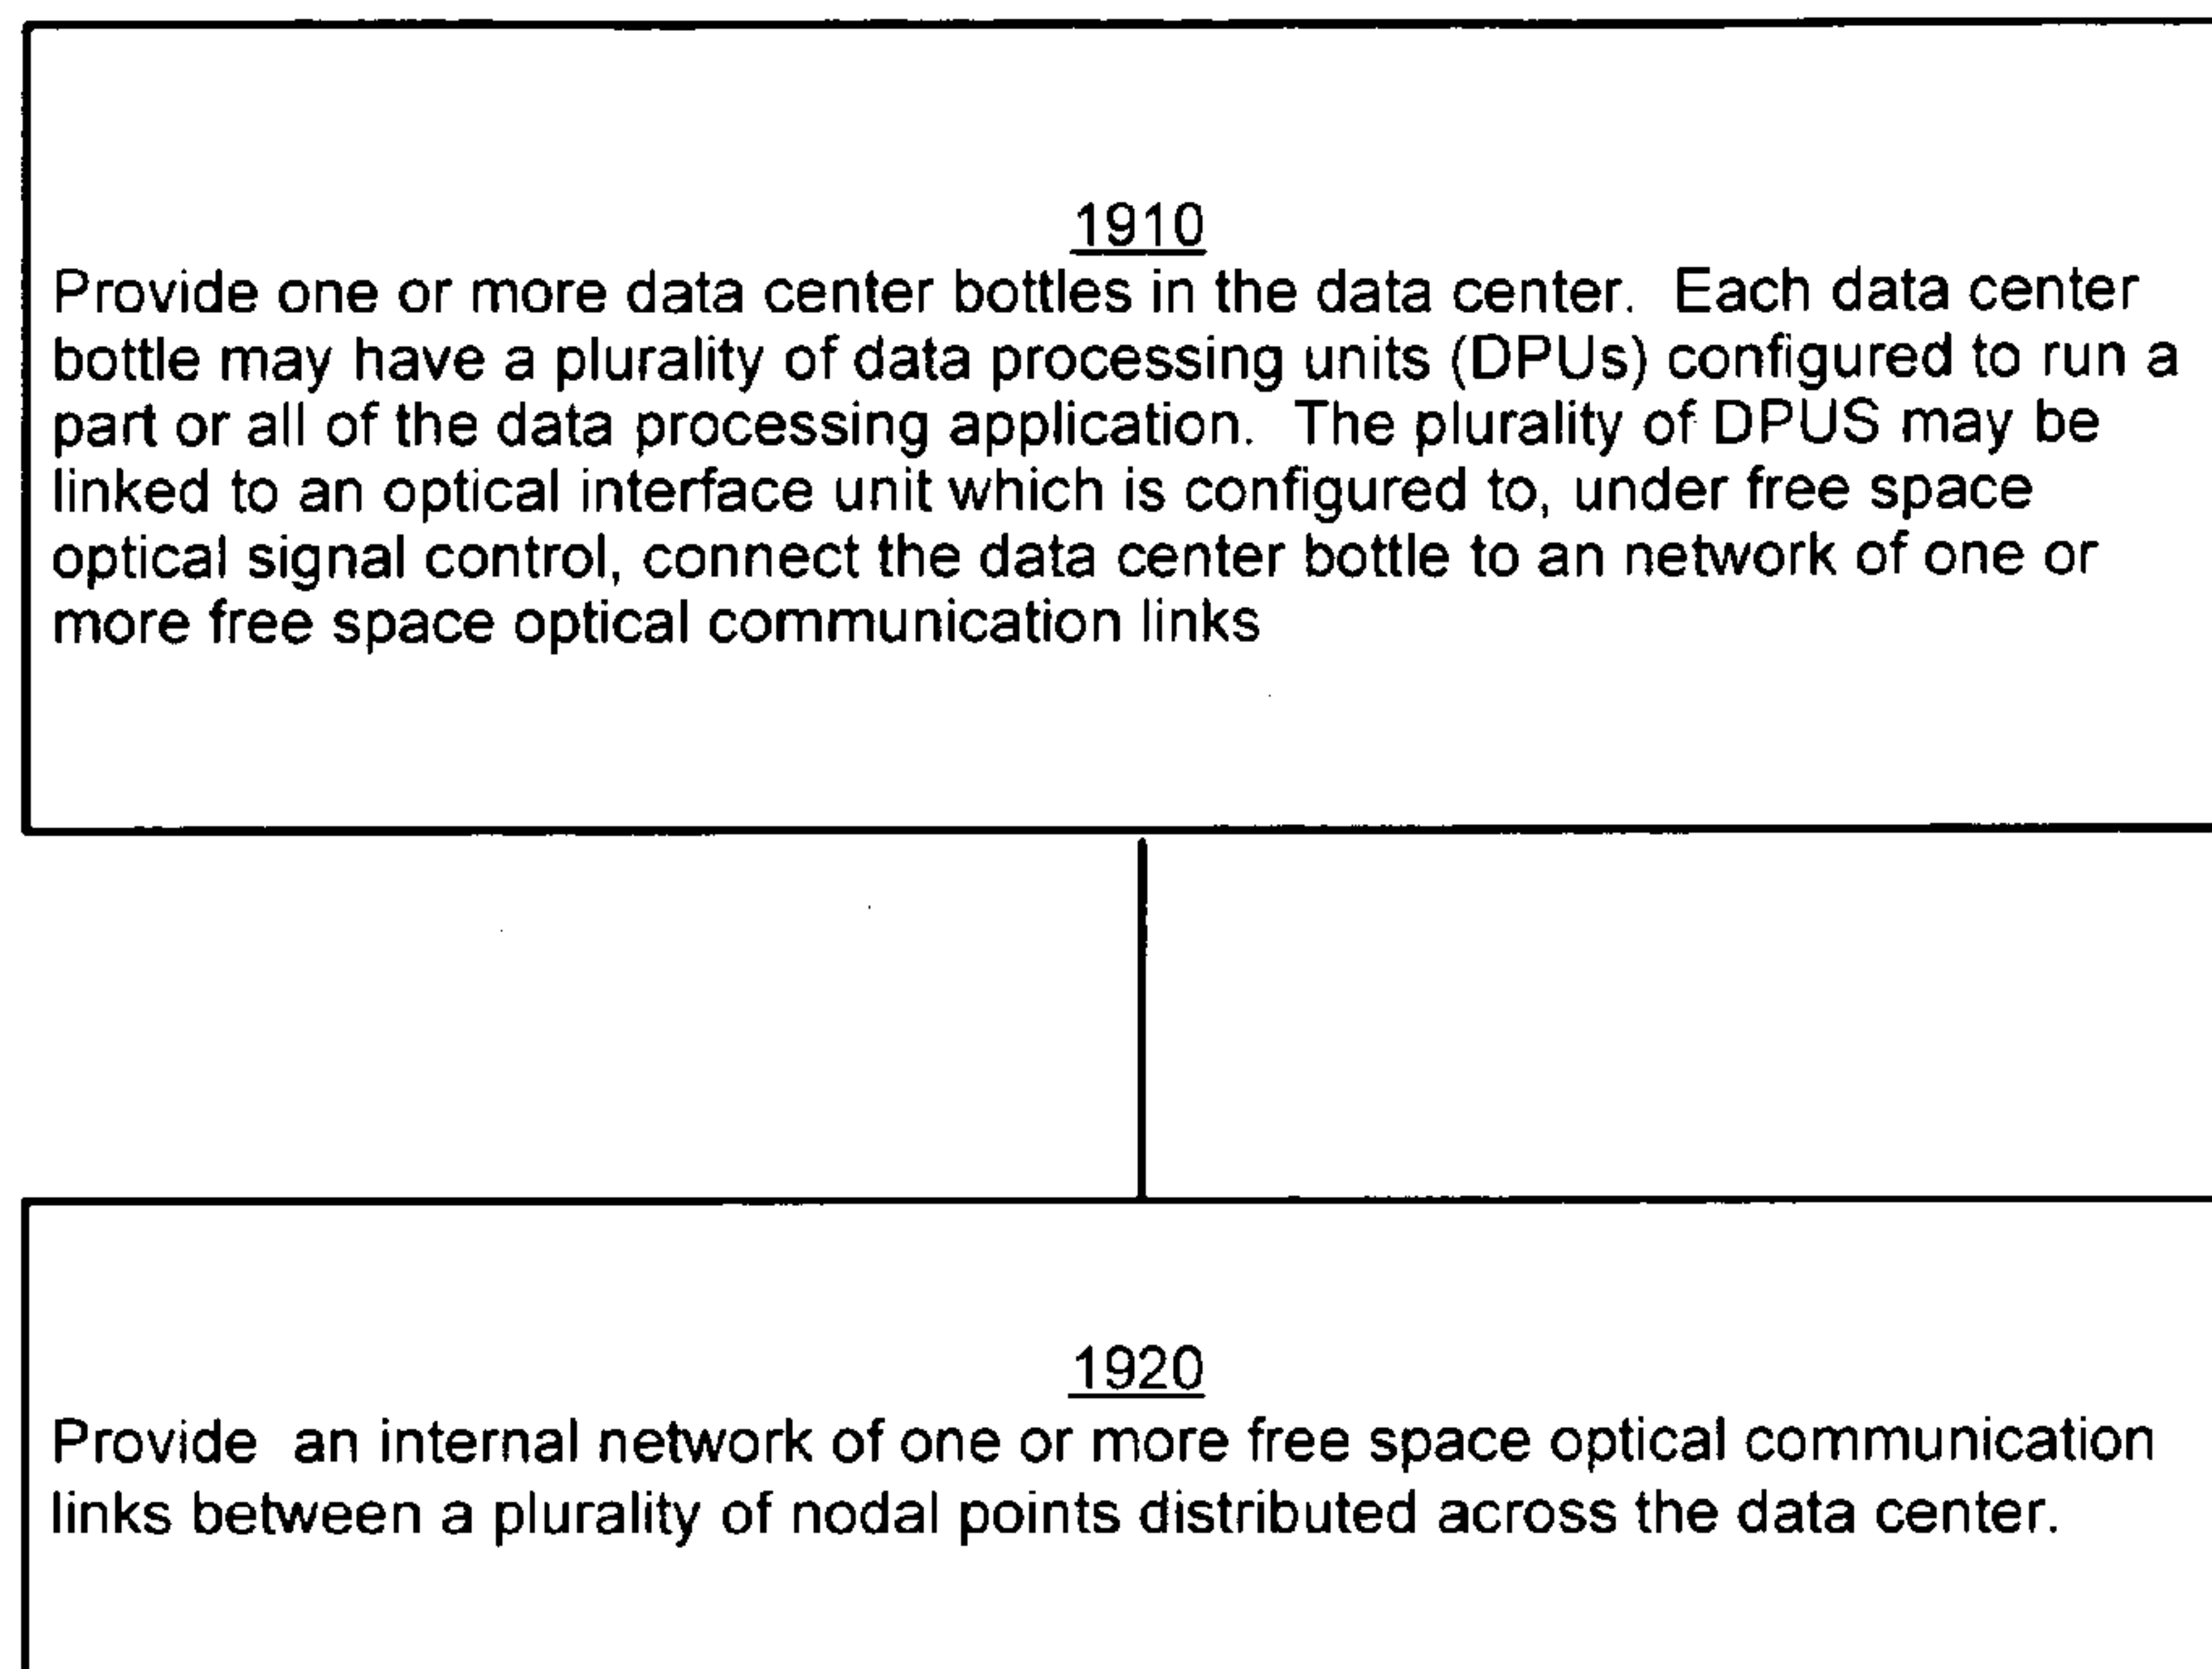 1910
Provide one or more data center bottles in the data center. Each data center
bottle may have a plurality of data processing units (DPUs) configured to run a
part or all of the data processing application. The plurality of DPUS may be
linked to an optical interface unit which is configured to, under free space
optical signal control, connect the data center bottle to an network of one or
more free space optical communication links
1920
Provide an internal network of one or more free space optical communication
links between a plurality of nodal points distributed across the data center.